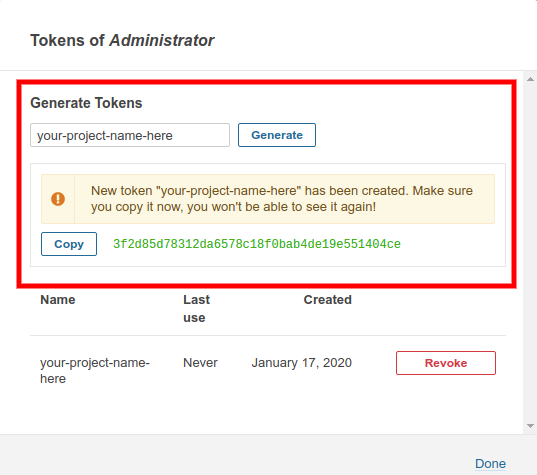 Tokens of Administrator
Generate Tokens
your-project-name-here
Generate
New token "your-project-name-here" has been created. Make sure
you copy it now, you won't be able to see it again!
Copy
3f2d85d78312da6578c18f0bab4de19e551404ce
Name Last use Created
your-project-name-here Never January 17, 2020 Revoke
Done